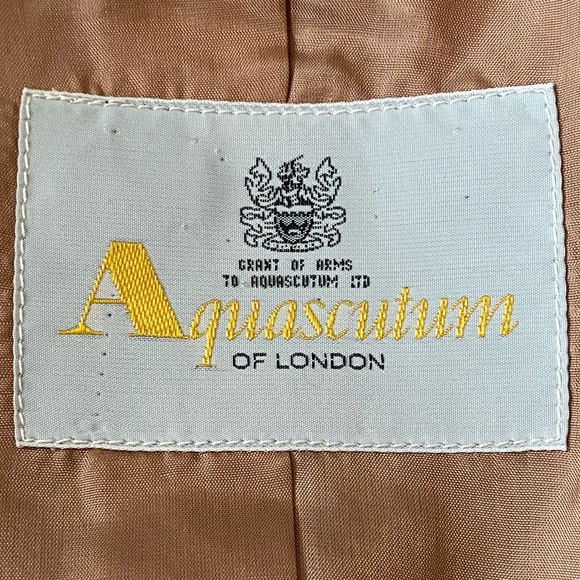 GRANT OF ARMS
TO AQUASCUTUM LTD
Aquascutum
OF LONDON